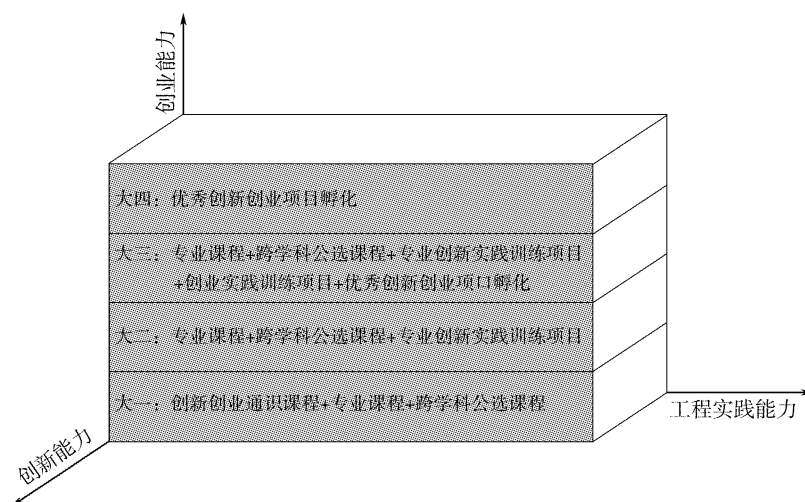 创业能力
大四：优秀创新创业项目孵化
大三：专业课程+跨学科公选课程+专业创新实践训练项目
+创业实践训练项目+优秀创新创业项口孵化
大二：专业课程+跨学科公选课程+专业创新实践训练项目
大一：创新创业通识课程+专业课程+跨学科公选课程
工程实践能力
创新能力